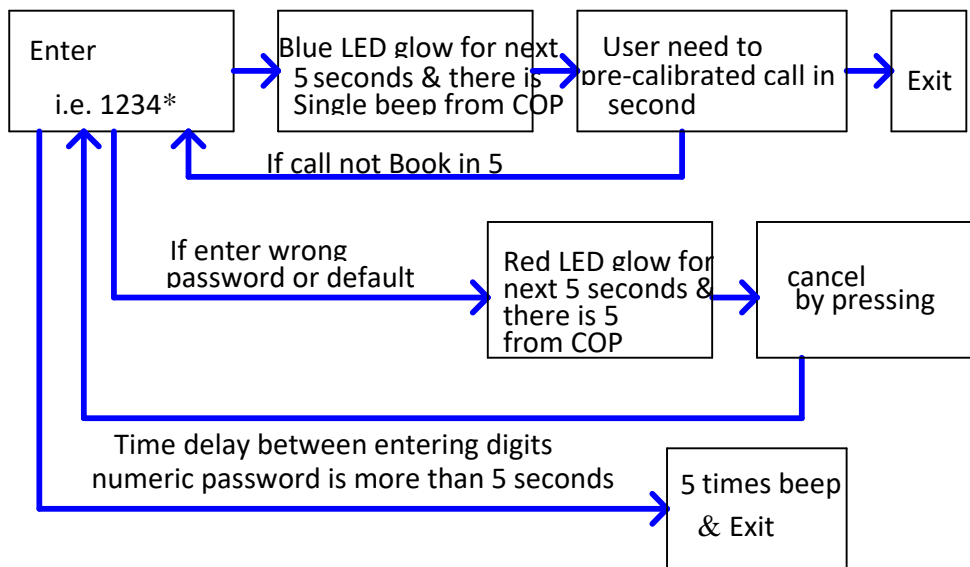 Enter
i.e. 1234*
Blue LED glow for next
5 seconds & there is
Single beep from COP
User need to
pre-calibrated call in
second
Exit
If call not Book in 5
If enter wrong
password or default
Red LED glow for
next 5 seconds &
there is 5
from COP
cancel
by pressing
Time delay between entering digits
numeric password is more than 5 seconds
5 times beep
& Exit